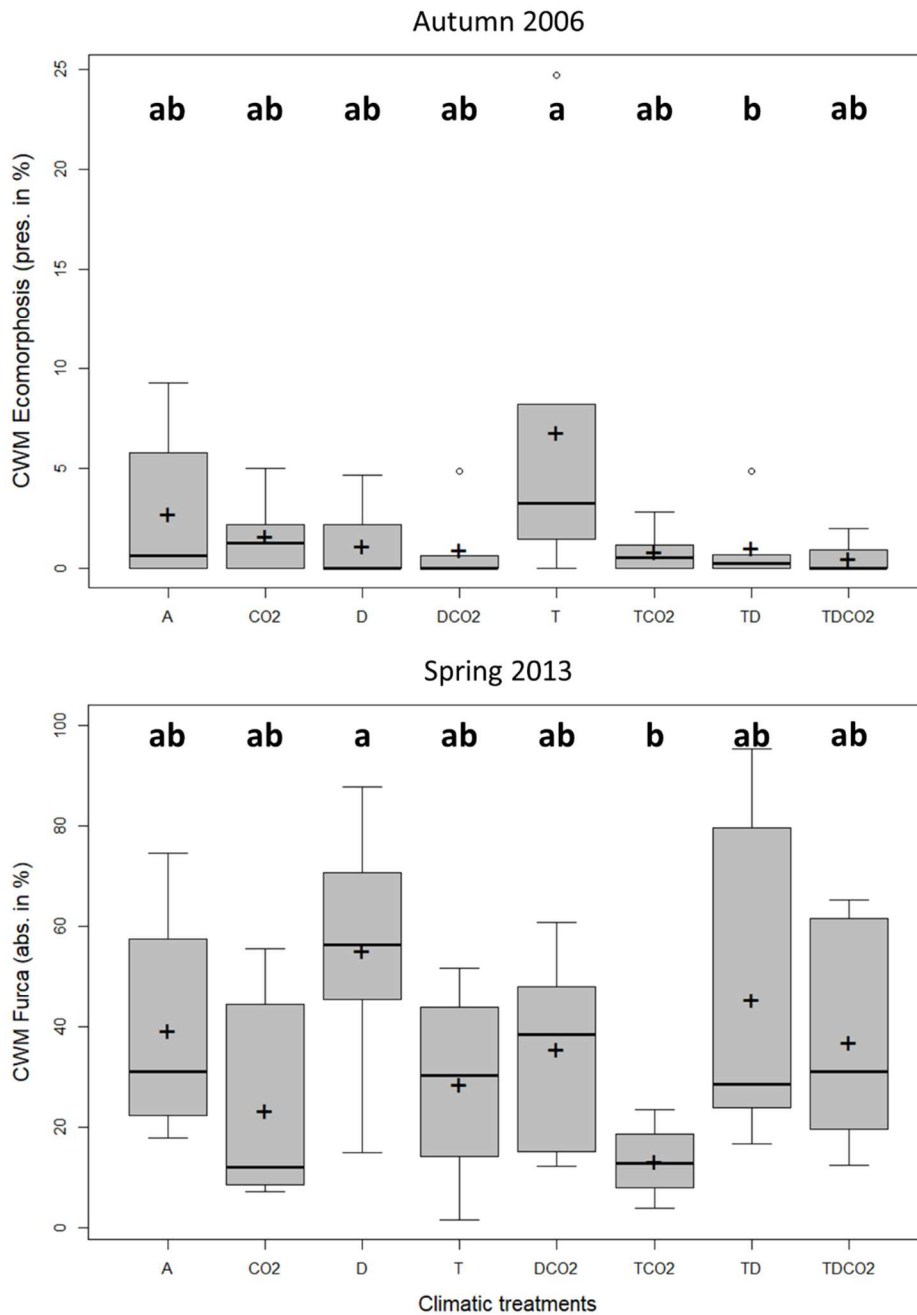 Autumn 2006
CWM Ecomorphosis (pres. in %)
25
20
15
10
5
0
ab ab ab ab a ab b ab
A CO2 D DCO2 T TCO2 TD TDCO2
Spring 2013
CWM Furca (abs. in %)
100
80
60
40
20
0
ab ab a ab ab b ab ab
A CO2 D T DCO2 TCO2 TD TDCO2
Climatic treatments